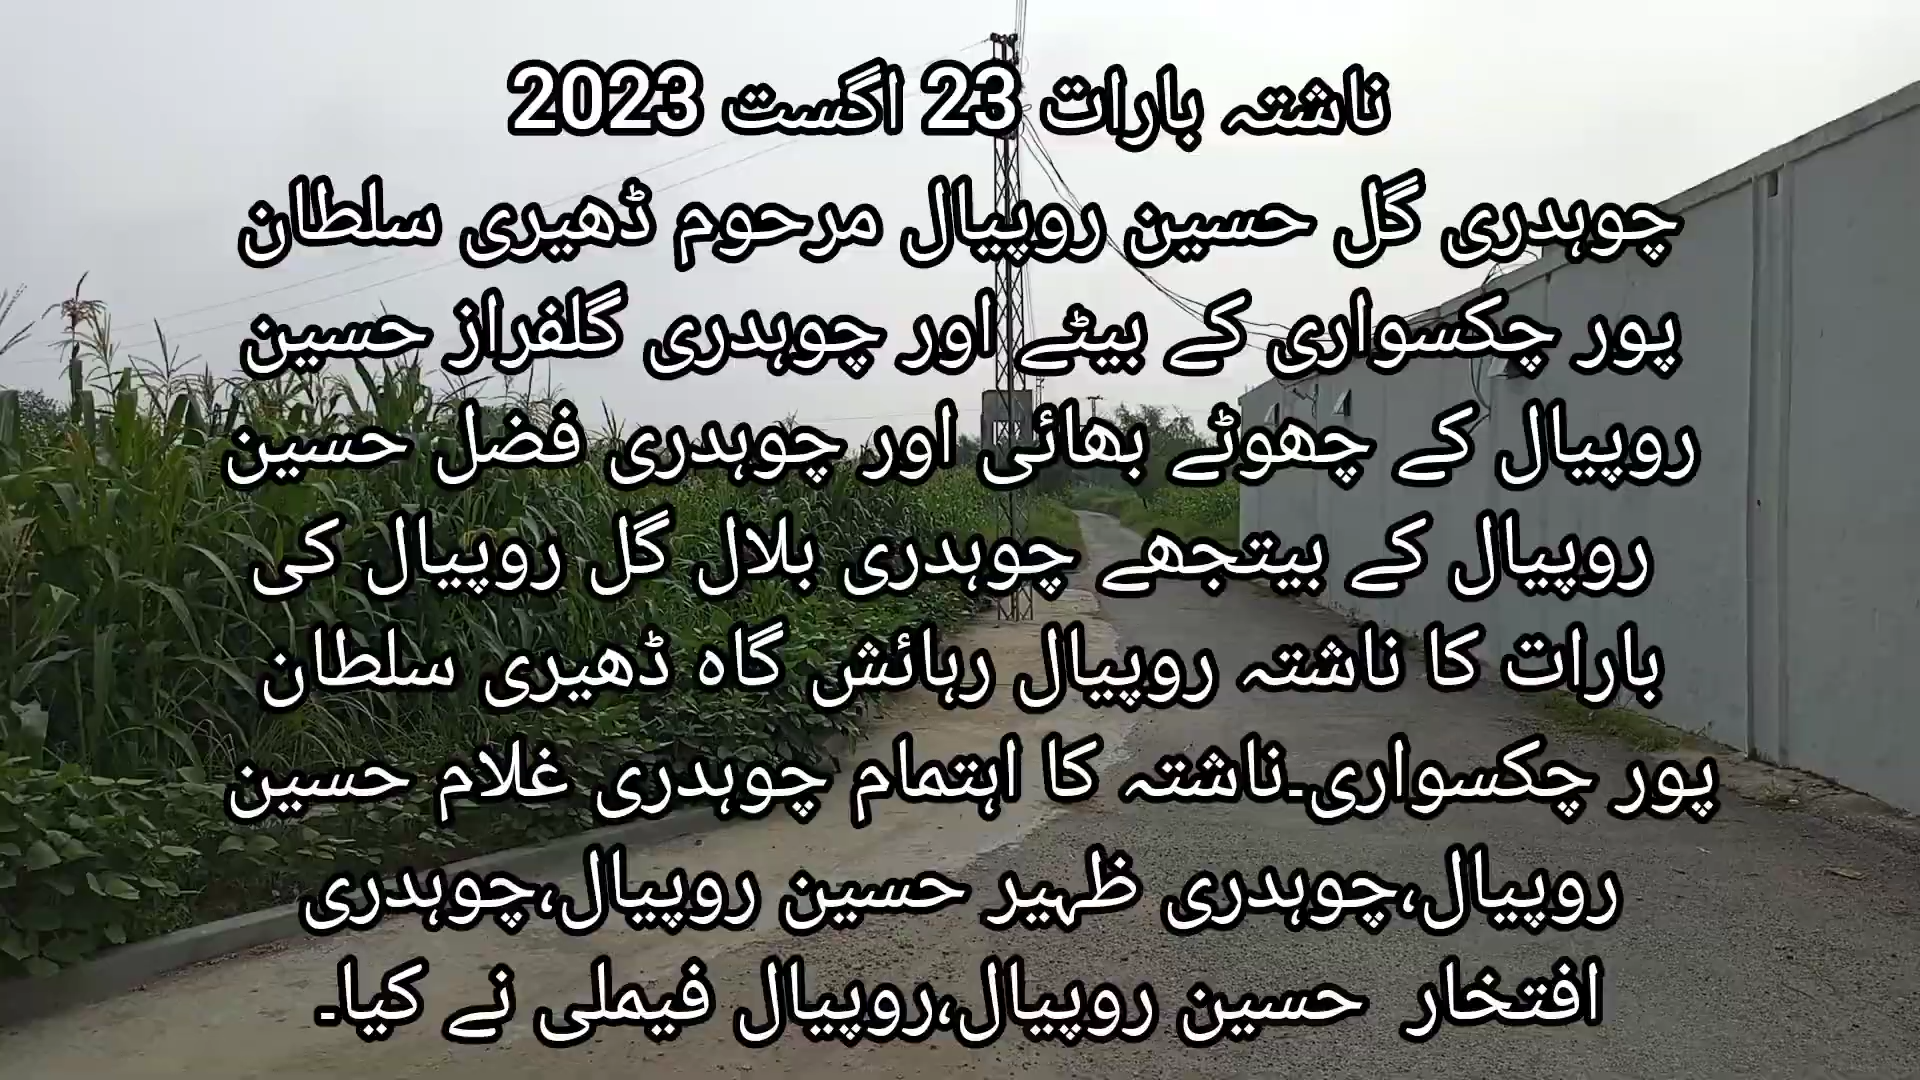 ناشتہ بارات 23 اگست 2023
چوہدری گل حسین روپیال مرحوم ڈھیری سلطان
پور چکسواری کے بیٹے اور چوہدری گلفراز حسین
روپیال کے چھوٹے بھائی اور چوہدری فضل حسین
روپیال کے بیتجھے چوہدری بلال گل روپیال کی
بارات کا ناشتہ روپیال رہائش گاہ ڈھیری سلطان
پور چکسواری۔ناشتہ کا اہتمام چوہدری غلام حسین
روپیال،چوہدری ظہیر حسین روپیال،چوہدری
افتخار حسین روپیال،روپیال فیملی نے کیا۔